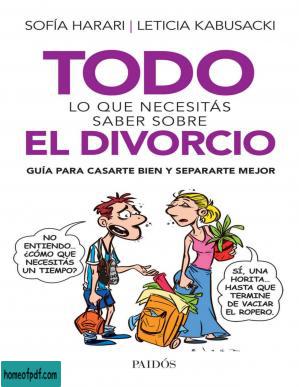 SOFÍA HARARI | LETICIA KABUSACKI
TODO
LO QUE NECESITÁS
SABER SOBRE
EL DIVORCIO
GUÍA PARA CASARTE BIEN Y SEPARARTE MEJOR
NO
ENTIENDO...
¿CÓMO QUE
NECESITÁS
UN TIEMPO?
SÍ, UNA
HORITA...
HASTA QUE
TERMINE
DE VACIAR
EL ROPERO.
homeofpdf.com
PAIDÓS